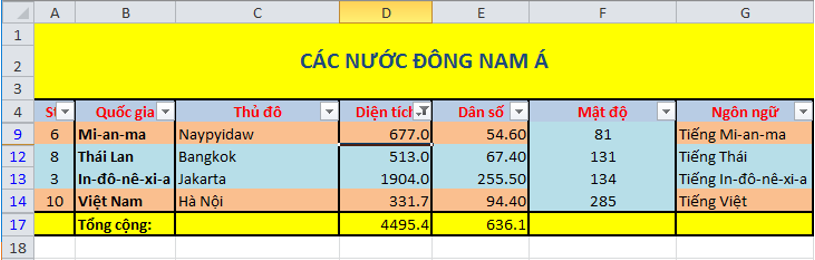 A B C D E F G
1
2 CÁC NƯỚC ĐÔNG NAM Á
3
4 St Quốc gia Thủ đô Diện tích Dân số Mật độ Ngôn ngữ
9 6 Mi-an-ma Naypyidaw 677.0 54.60 81 Tiếng Mi-an-ma
12 8 Thái Lan Bangkok 513.0 67.40 131 Tiếng Thái
13 3 In-đô-nê-xi-a Jakarta 1904.0 255.50 134 Tiếng In-đô-nê-xi-a
14 10 Việt Nam Hà Nội 331.7 94.40 285 Tiếng Việt
17 Tổng cộng: 4495.4 636.1
18